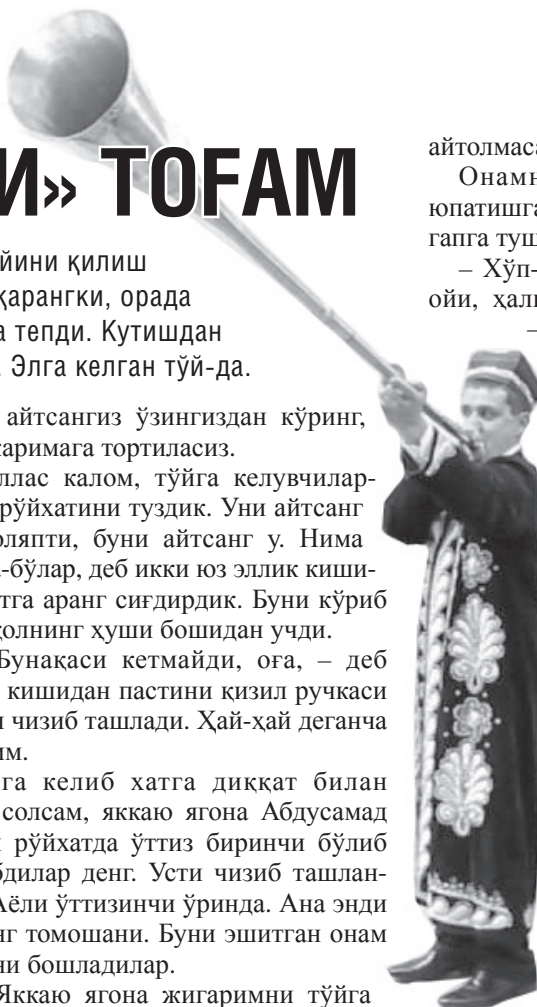 И» ТОҒАМ
йини қилиш
қарангки, орада
а тепди. Кутишдан
Элга келган тўй-да.
айтсангиз ўзингиздан кўринг,
каримага тортиласиз.
ллас калом, тўйга келувчилар-
рўйхатини туздик. Уни айтсанг
оляпти, буни айтсанг у. Нима
-бўлар, деб икки юз эллик киши-
тга аранг сиғдирдик. Буни кўриб
қолнинг ҳуши бошидан учди.
Бунақаси кетмайди, оға, – деб
кишидан пастини қизил ручкаси
чизиб ташлади. Ҳай-ҳай деганча
им.
га келиб хатга диққат билан
солсам, яккаю ягона Абдусамад
рўйхатда ўттиз биринчи бўлиб
бдилар денг. Усти чизиб ташлан-
Аёли ўттизинчи ўринда. Ана энди
нг томошани. Буни эшитган онам
ни бошладилар.
Яккаю ягона жигаримни тўйга
айтолмаса
Онамн
юпатишга
гапга туш
– Хўп-
ойи, ҳал
–